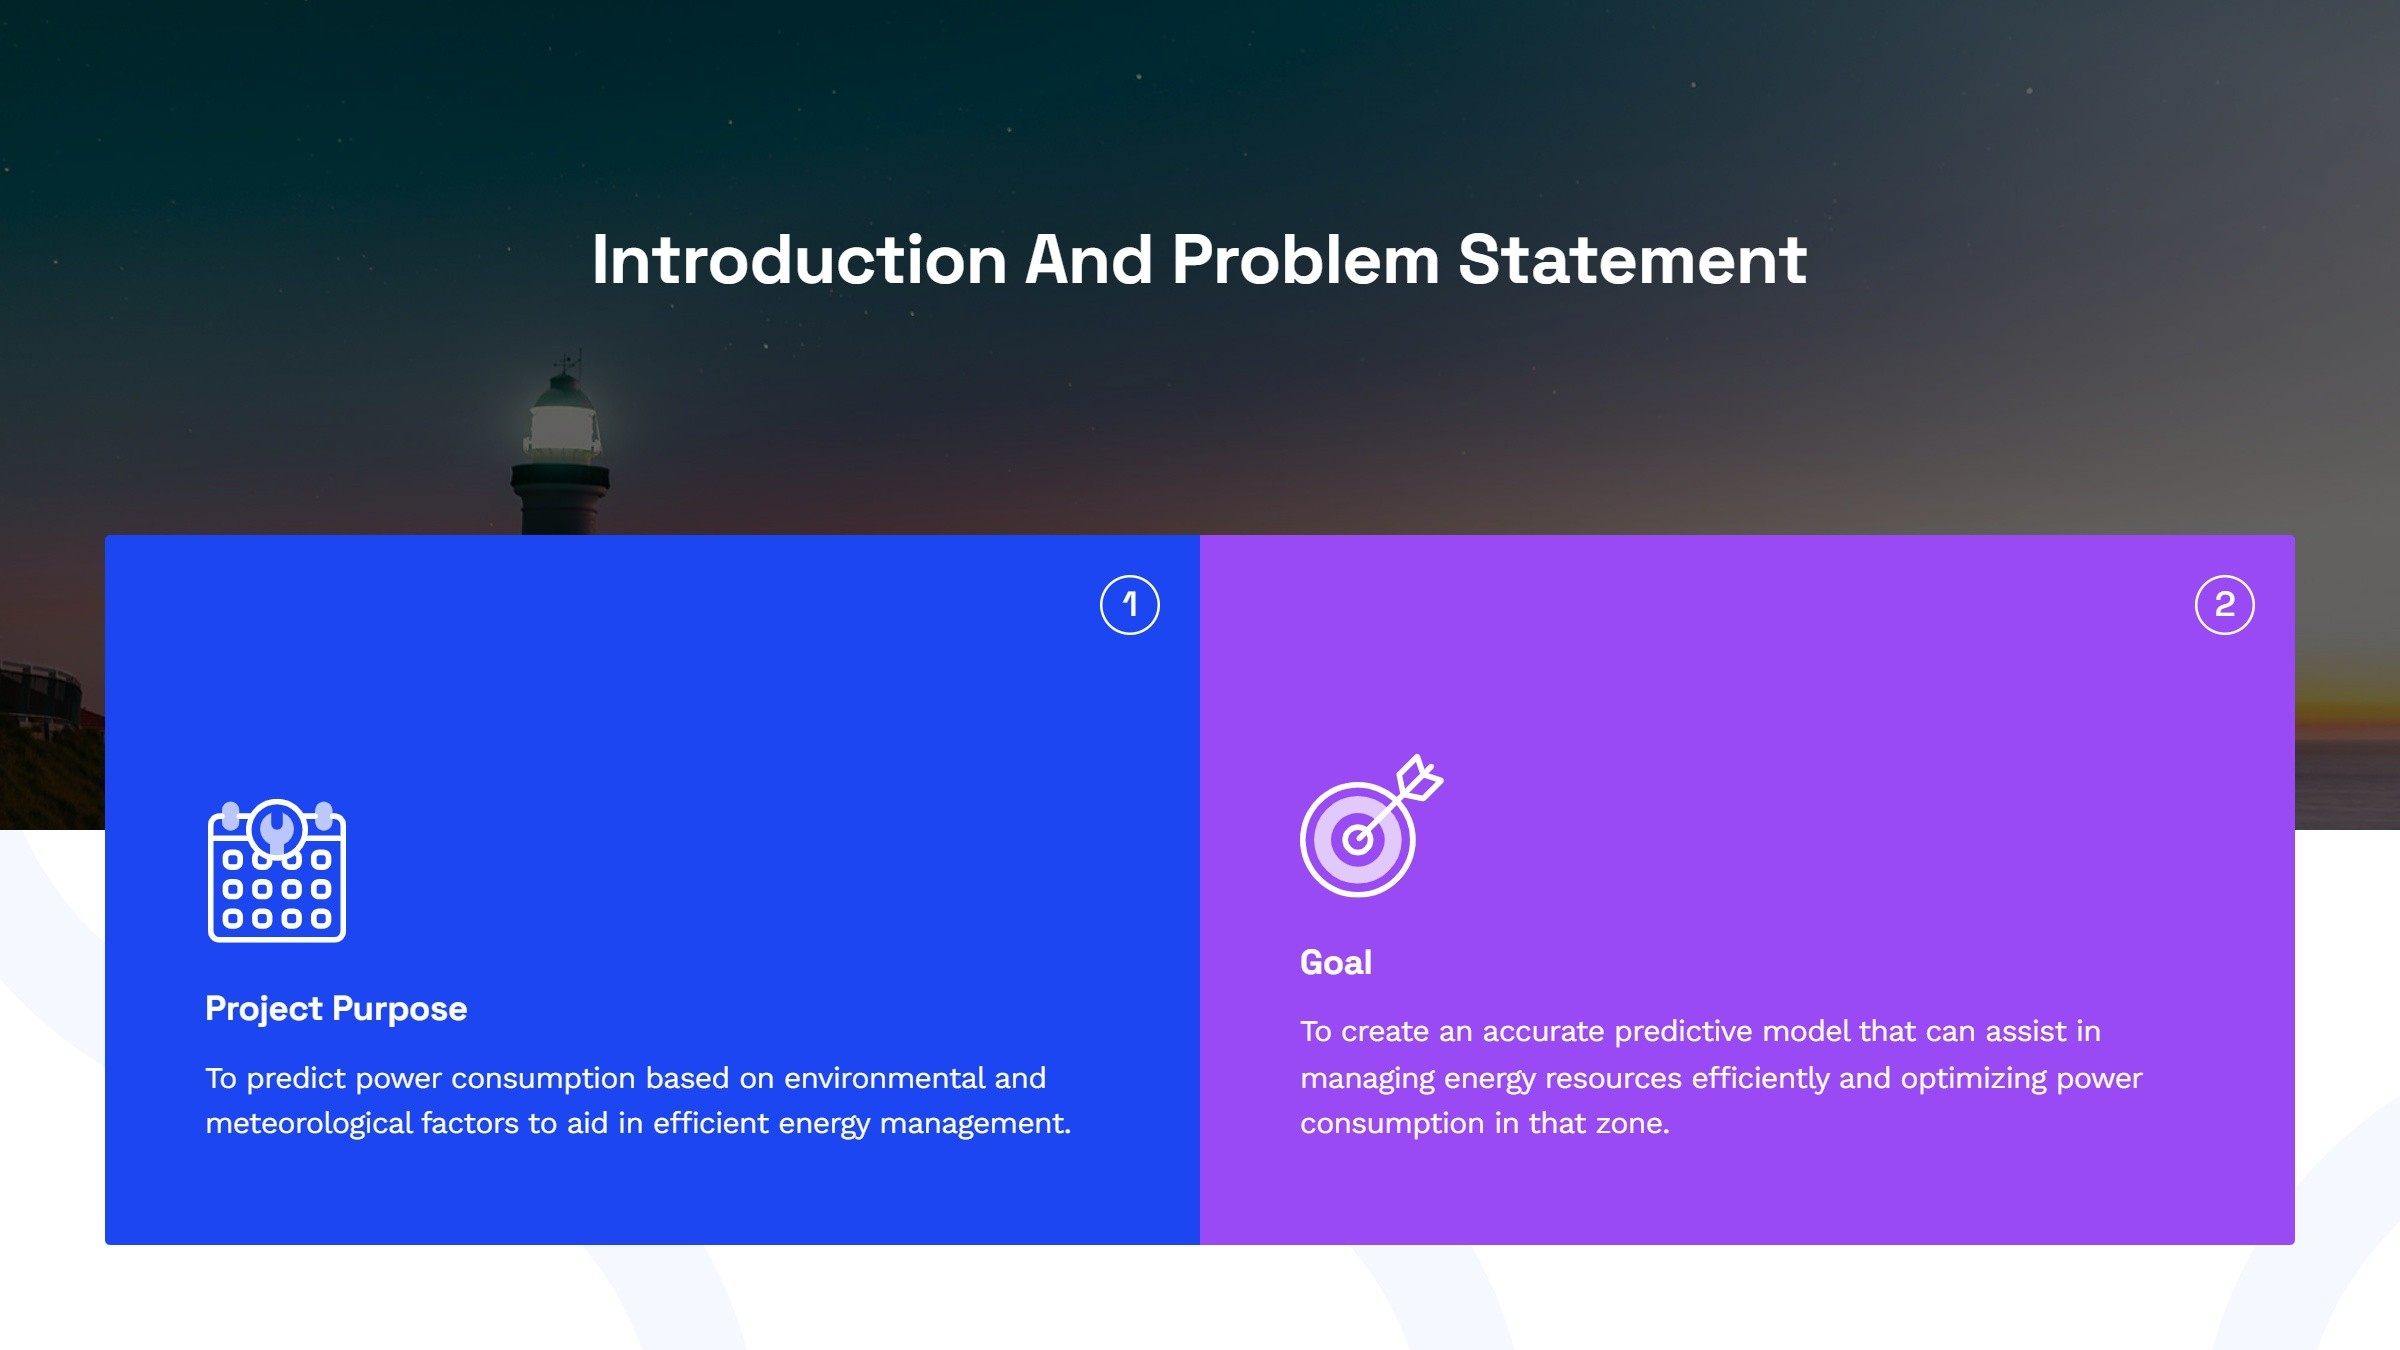 Introduction And Problem Statement
1
Project Purpose
To predict power consumption based on environmental and
meteorological factors to aid in efficient energy management.
2
Goal
To create an accurate predictive model that can assist in
managing energy resources efficiently and optimizing power
consumption in that zone.